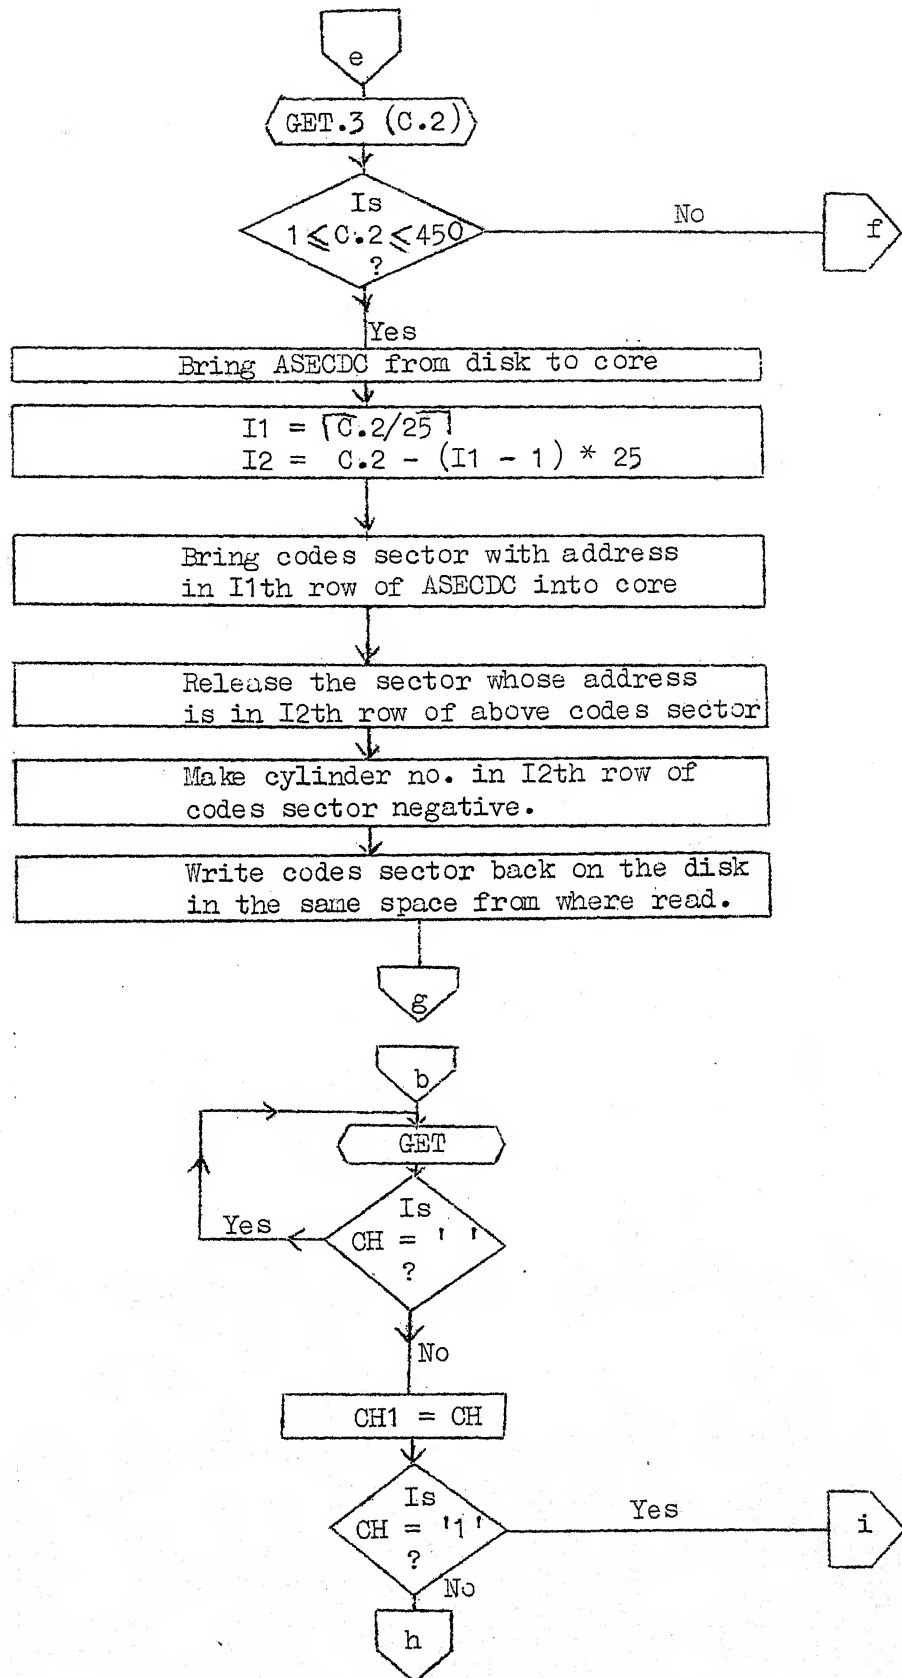 e
GET.3 (C.2)
Is
1 ≤ C.2 ≤ 450
?
No
f
Yes
Bring ASECDC from disk to core
I1 = ⌈C.2/25⌉
I2 = C.2 - (I1 - 1) * 25
Bring codes sector with address
in I1th row of ASECDC into core
Release the sector whose address
is in I2th row of above codes sector
Make cylinder no. in I2th row of
codes sector negative.
Write codes sector back on the disk
in the same space from where read.
g
b
GET
Is
CH = ' '
?
Yes
No
CH1 = CH
Is
CH = '1'
?
Yes
i
No
h